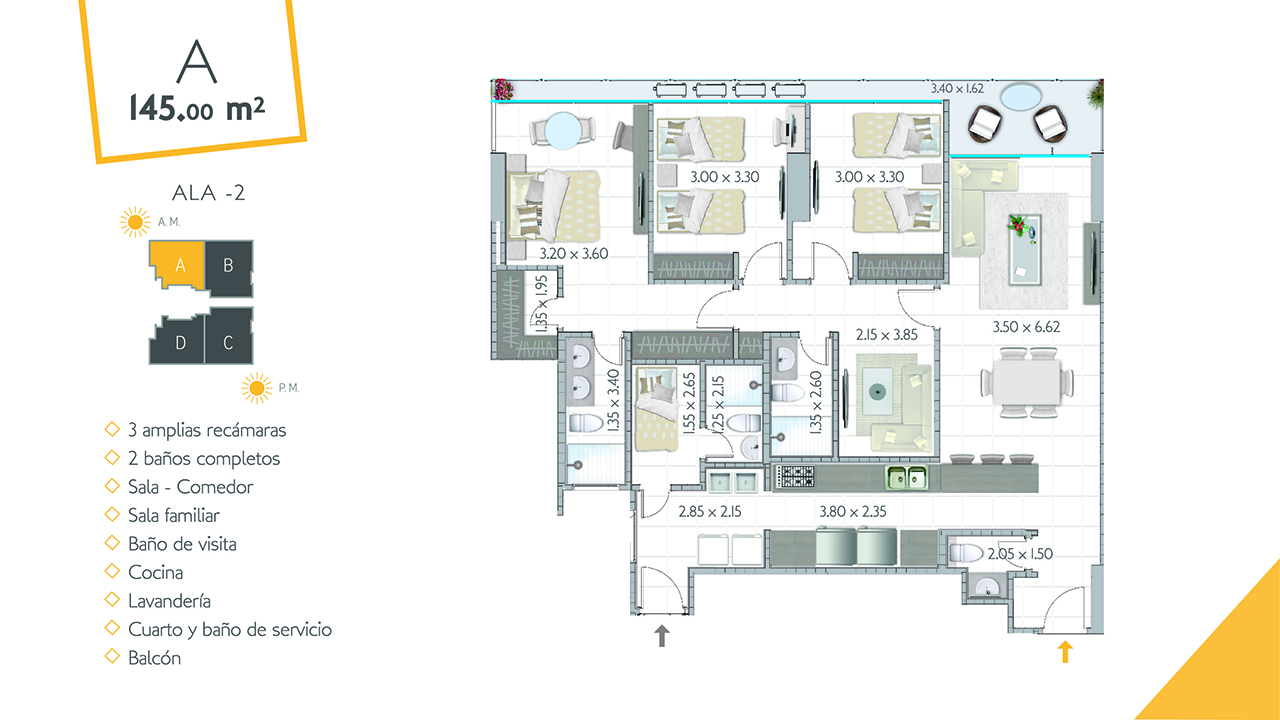 A
145.00 m²
ALA -2
A.M.
A
B
D
C
P.M.
3 amplias recámaras
2 baños completos
Sala - Comedor
Sala familiar
Baño de visita
Cocina
Lavandería
Cuarto y baño de servicio
Balcón
3.40 x 1.62
3.00 x 3.30
3.00 x 3.30
3.20 x 3.60
1.35 x 1.95
3.50 x 6.62
2.15 x 3.85
1.35 x 3.40
1.55 x 2.65
1.25 x 2.15
1.35 x 2.60
2.85 x 2.15
3.80 x 2.35
2.05 x 1.50